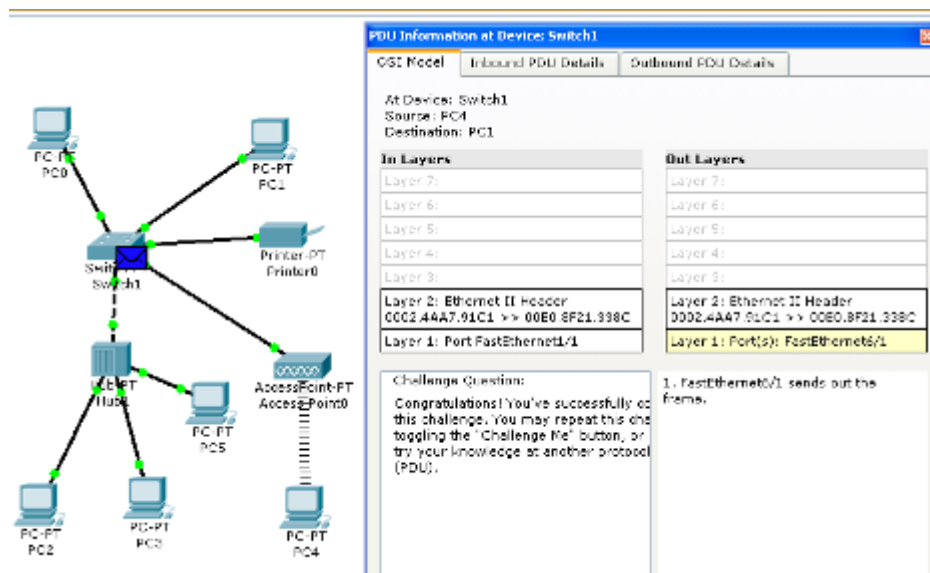 PDU Information at Device: Switch1
OSI Model
Inbound PDU Details
Outbound PDU Details
At Device: Switch1
Source: PC4
Destination: PC1
In Layers
Layer 7:
Layer 6:
Layer 5:
Layer 4:
Layer 3:
Layer 2: Ethernet II Header
0002.4AA7.91C1 >> 00E0.8F21.338C
Layer 1: Port FastEthernet1/1
Out Layers
Layer 7:
Layer 6:
Layer 5:
Layer 4:
Layer 3:
Layer 2: Ethernet II Header
0002.4AA7.91C1 >> 00E0.8F21.338C
Layer 1: Port(s): FastEthernet6/1
Challenge Question:
Congratulations! You've successfully co
this challenge. You may repeat this cha
toggling the "Challenge Me" button, or
try your knowledge at another protocol
(PDU).
1. FastEthernet6/1 sends out the
frame.
PC-PT
PC0
PC-PT
PC1
Printer-PT
Printer0
Switch1
Hub1
PC-PT
PC5
AccessPoint-PT
Access Point0
PC-PT
PC2
PC-PT
PC3
PC-PT
PC4